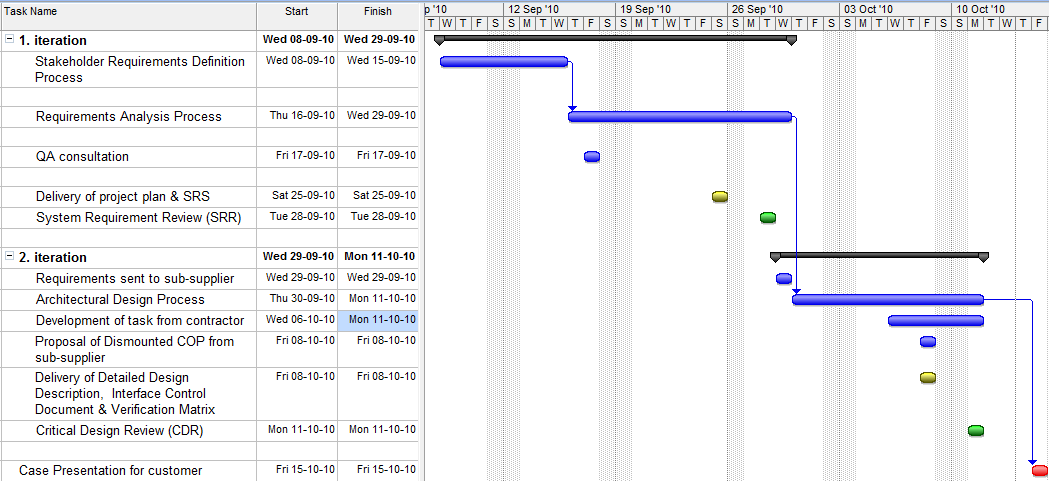 Task Name Start Finish p '10 12 Sep '10 19 Sep '10 26 Sep '10 03 Oct '10 10 Oct '10
T W T F S S M T W T F S S M T W T F S S M T W T F S S M T W T F S S M T W T F
1. iteration Wed 08-09-10 Wed 29-09-10
Stakeholder Requirements Definition Wed 08-09-10 Wed 15-09-10
Process
Requirements Analysis Process Thu 16-09-10 Wed 29-09-10
QA consultation Fri 17-09-10 Fri 17-09-10
Delivery of project plan & SRS Sat 25-09-10 Sat 25-09-10
System Requirement Review (SRR) Tue 28-09-10 Tue 28-09-10
2. iteration Wed 29-09-10 Mon 11-10-10
Requirements sent to sub-supplier Wed 29-09-10 Wed 29-09-10
Architectural Design Process Thu 30-09-10 Mon 11-10-10
Development of task from contractor Wed 06-10-10 Mon 11-10-10
Proposal of Dismounted COP from Fri 08-10-10 Fri 08-10-10
sub-supplier
Delivery of Detailed Design Fri 08-10-10 Fri 08-10-10
Description, Interface Control
Document & Verification Matrix
Critical Design Review (CDR) Mon 11-10-10 Mon 11-10-10
Case Presentation for customer Fri 15-10-10 Fri 15-10-10